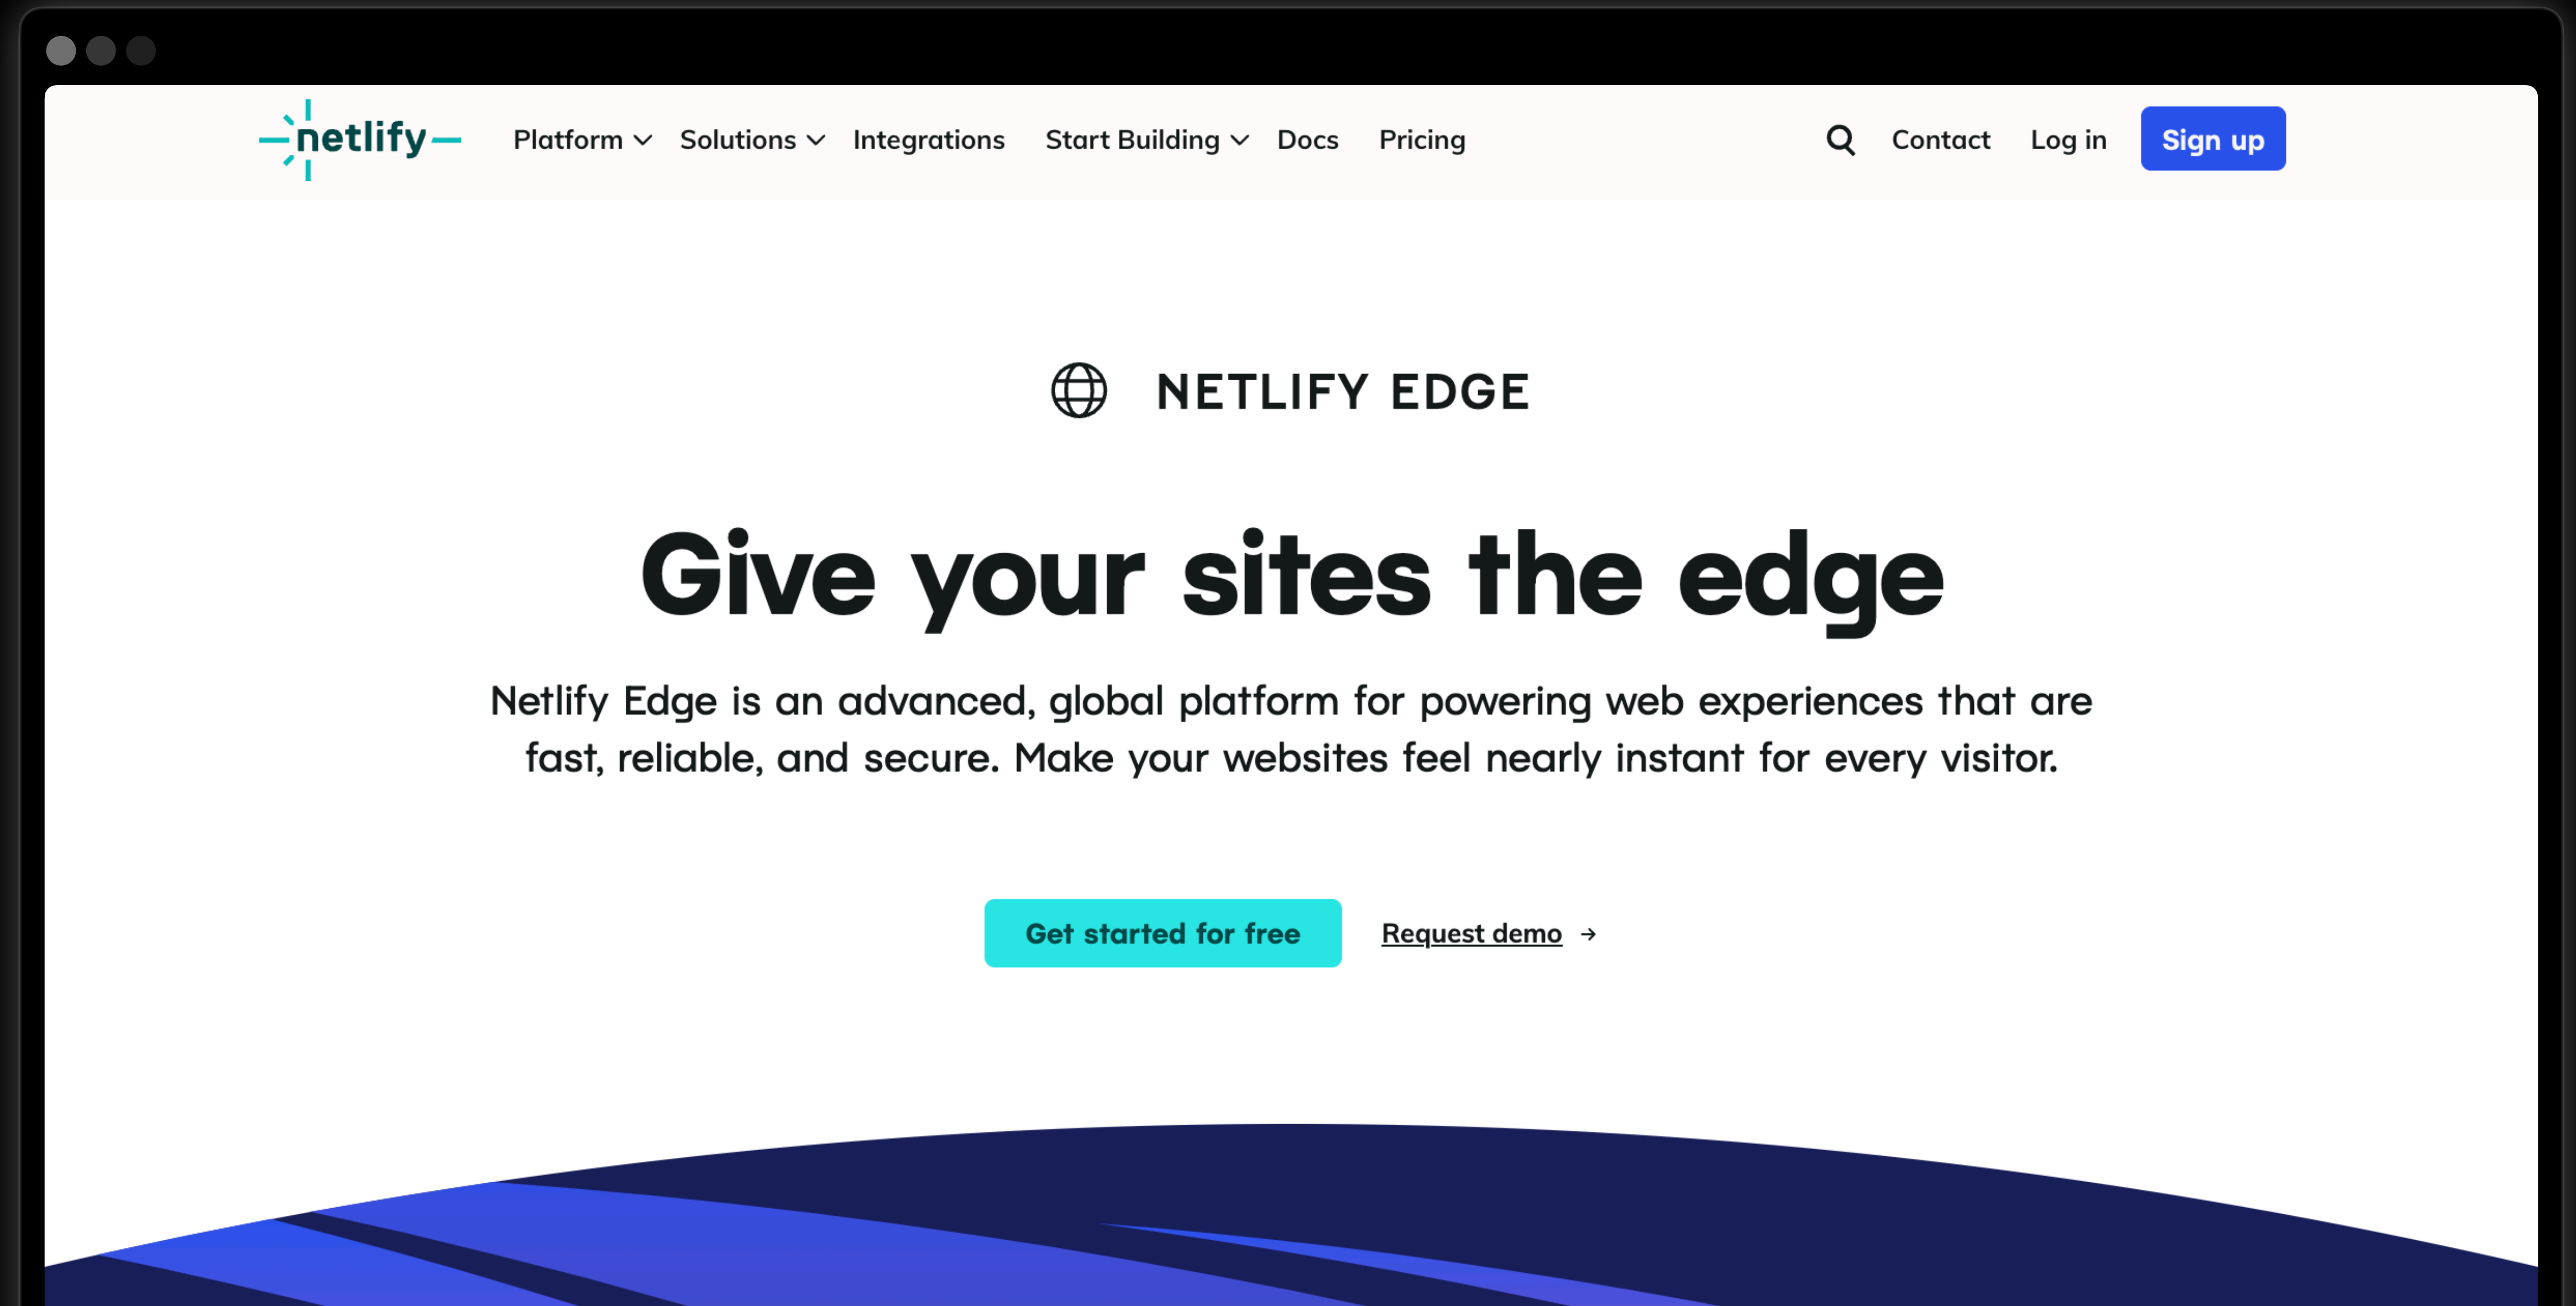 netlify
Platform Solutions Integrations Start Building Docs Pricing Contact Log in Sign up
NETLIFY EDGE
Give your sites the edge
Netlify Edge is an advanced, global platform for powering web experiences that are
fast, reliable, and secure. Make your websites feel nearly instant for every visitor.
Get started for free Request demo →